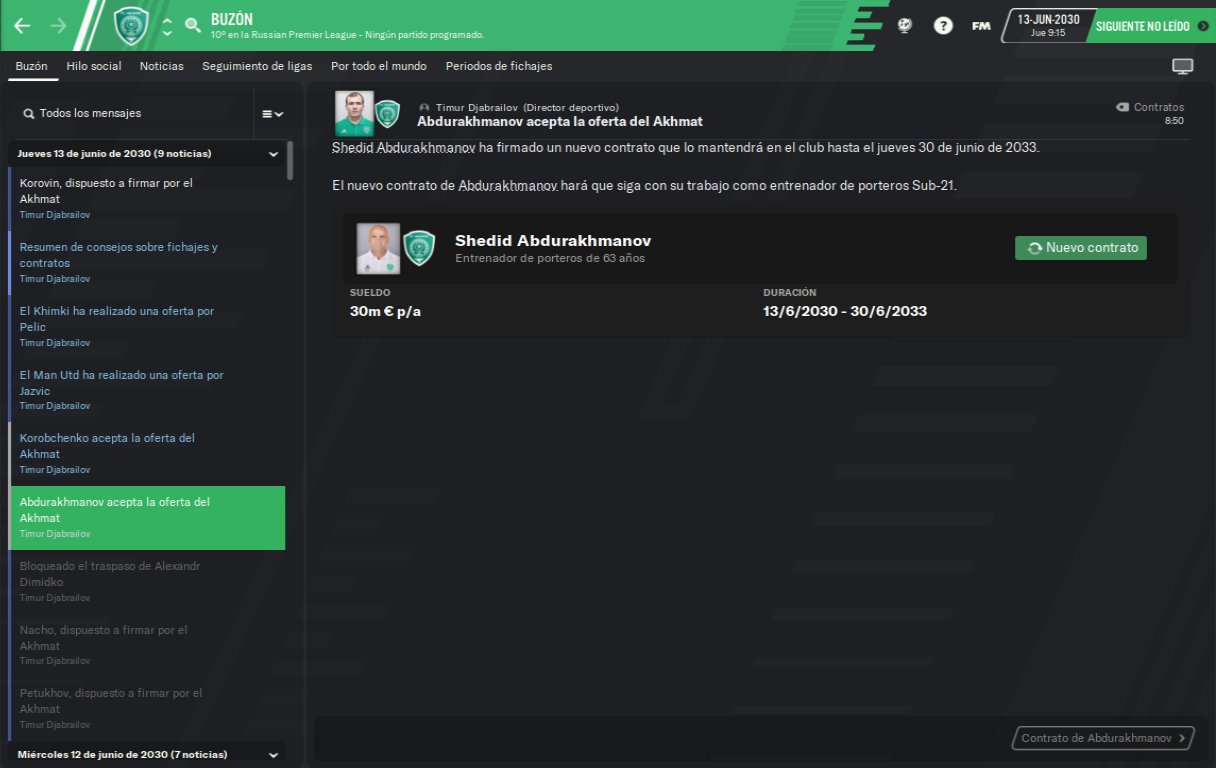 BUZÓN
10º en la Russian Premier League - Ningún partido programado.
?
FM
13-JUN-2030
Jue 9:15
SIGUIENTE NO LEÍDO
Buzón
Hilo social
Noticias
Seguimiento de ligas
Por todo el mundo
Periodos de fichajes
Todos los mensajes
Jueves 13 de junio de 2030 (9 noticias)
Korovin, dispuesto a firmar por el
Akhmat
Timur Djabrailov
Resumen de consejos sobre fichajes y
contratos
Timur Djabrailov
El Khimki ha realizado una oferta por
Pelic
Timur Djabrailov
El Man Utd ha realizado una oferta por
Jazvic
Timur Djabrailov
Korobchenko acepta la oferta del
Akhmat
Timur Djabrailov
Abdurakhmanov acepta la oferta del
Akhmat
Timur Djabrailov
Bloqueado el traspaso de Alexandr
Dimidko
Timur Djabrailov
Nacho, dispuesto a firmar por el
Akhmat
Timur Djabrailov
Petukhov, dispuesto a firmar por el
Akhmat
Timur Djabrailov
Miércoles 12 de junio de 2030 (7 noticias)
Timur Djabrailov (Director deportivo)
Abdurakhmanov acepta la oferta del Akhmat
Contratos
8:50
Shedid Abdurakhmanov ha firmado un nuevo contrato que lo mantendrá en el club hasta el jueves 30 de junio de 2033.
El nuevo contrato de Abdurakhmanov hará que siga con su trabajo como entrenador de porteros Sub-21.
Shedid Abdurakhmanov
Entrenador de porteros de 63 años
Nuevo contrato
SUELDO
30m € p/a
DURACIÓN
13/6/2030 - 30/6/2033
Contrato de Abdurakhmanov